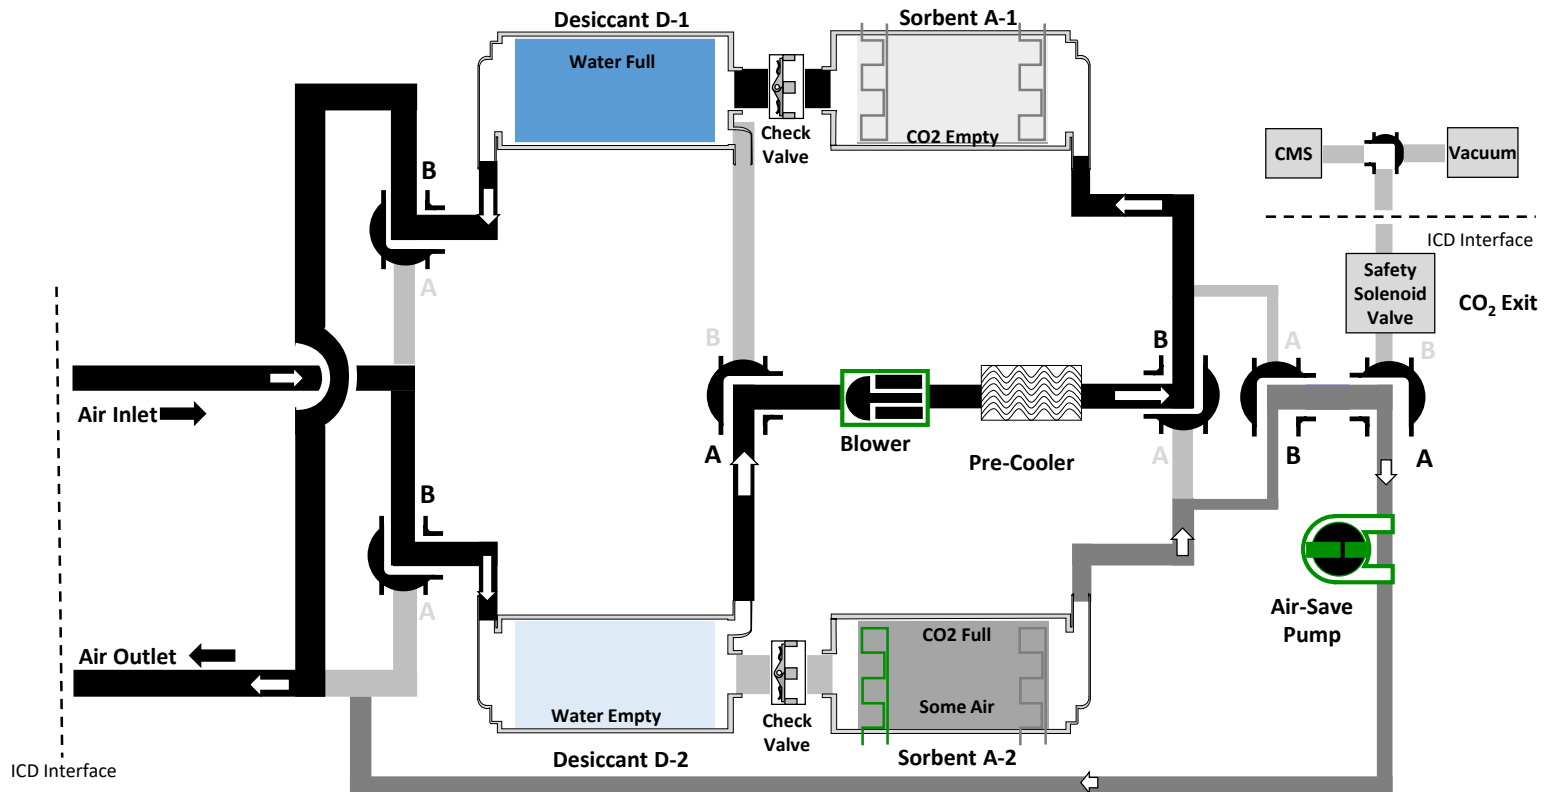 Desiccant D-1
Sorbent A-1
Water Full
Check
Valve
CO2 Empty
CMS
Vacuum
ICD Interface
B
A
Safety
Solenoid
Valve
CO₂ Exit
B
B
A
B
Air Inlet
Blower
Pre-Cooler
A
A
B
A
B
A
Air-Save
Pump
Air Outlet
CO2 Full
Some Air
Water Empty
Check
Valve
Desiccant D-2
Sorbent A-2
ICD Interface